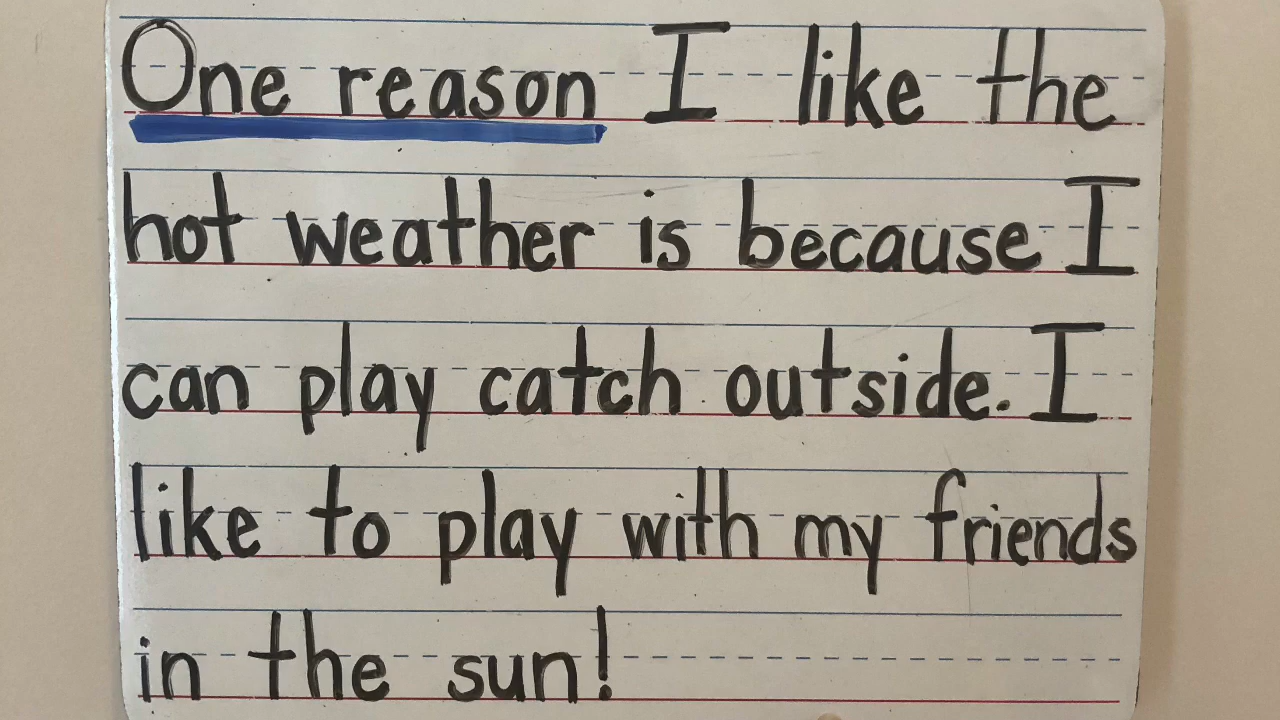 One reason I like the
hot weather is because I
can play catch outside. I
like to play with my friends
in the sun!